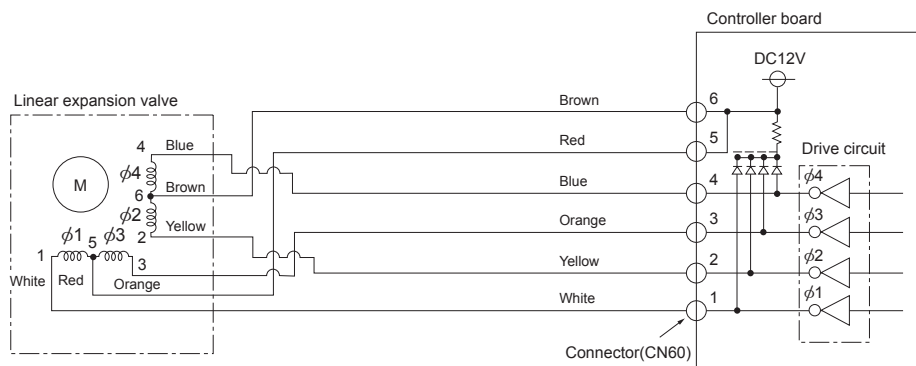 Controller board
DC12V
Linear expansion valve
Brown
6
Red
5
Drive circuit
4
Blue
ϕ4
M
Blue
4
ϕ4
6
Brown
ϕ2
Orange
3
ϕ3
Yellow
2
ϕ1
5
ϕ3
Yellow
2
ϕ2
1
3
White
Red
Orange
White
1
ϕ1
Connector(CN60)